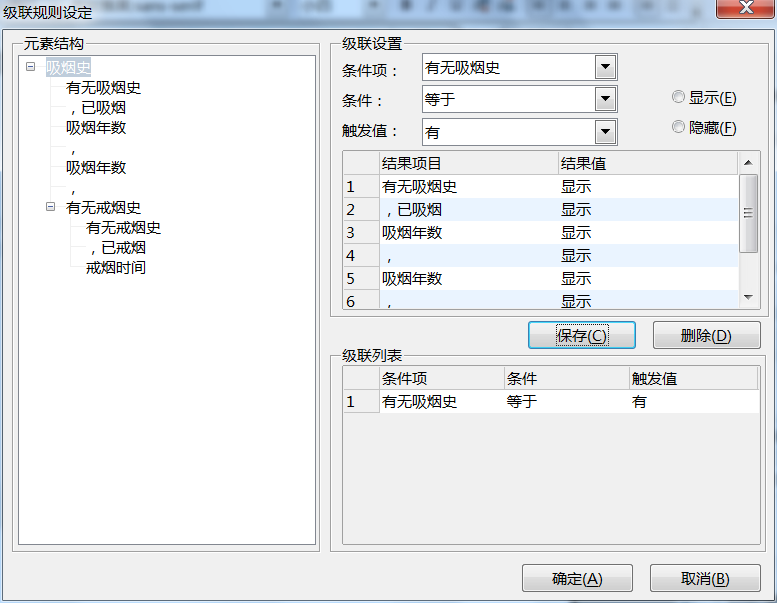 级联规则设定
元素结构
吸烟史
有无吸烟史
，已吸烟
吸烟年数
，
吸烟年数
，
有无戒烟史
有无戒烟史
，已戒烟
戒烟时间
级联设置
条件项： 有无吸烟史
条件： 等于
显示(E)
触发值： 有
隐藏(F)
结果项目 结果值
1 有无吸烟史 显示
2 ，已吸烟 显示
3 吸烟年数 显示
4 ， 显示
5 吸烟年数 显示
6 ， 显示
保存(C) 删除(D)
级联列表
条件项 条件 触发值
1 有无吸烟史 等于 有
确定(A) 取消(B)